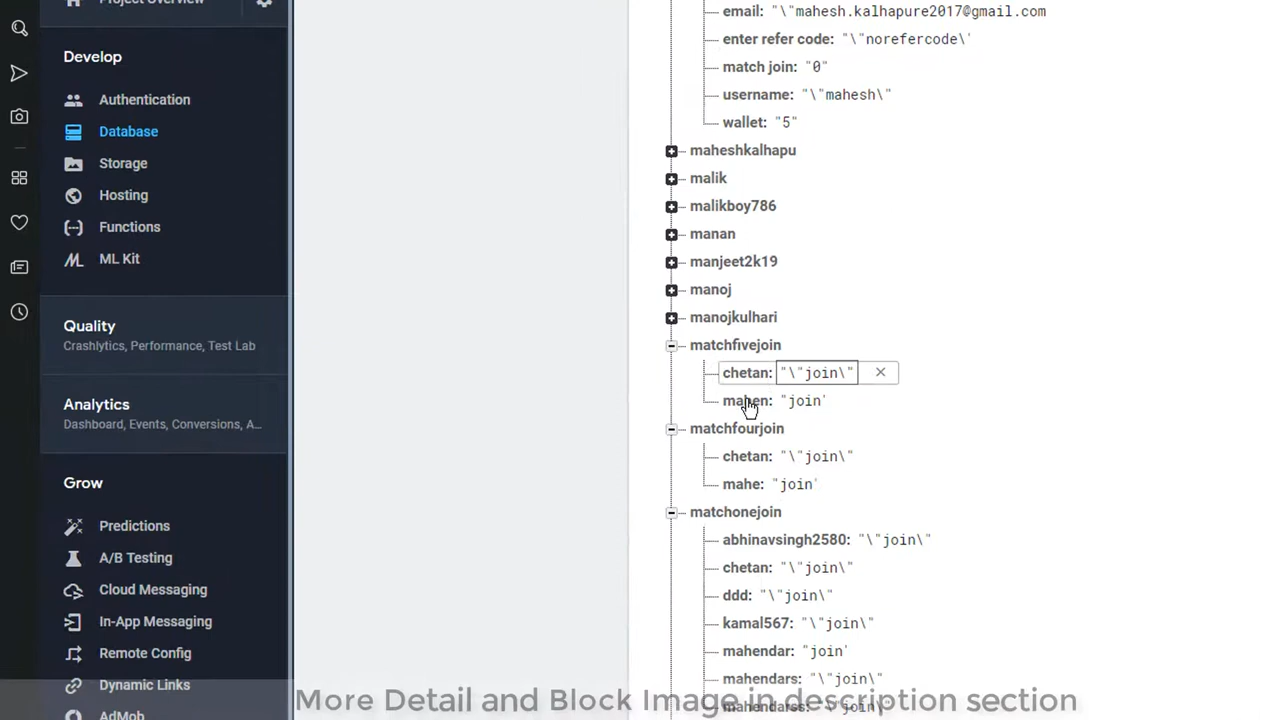 Project Overview
Develop
Authentication
Database
Storage
Hosting
Functions
ML Kit
Quality
Crashlytics, Performance, Test Lab
Analytics
Dashboard, Events, Conversions, A...
Grow
Predictions
A/B Testing
Cloud Messaging
In-App Messaging
Remote Config
Dynamic Links
AdMob
email: "\"mahesh.kalhapure2017@gmail.com
enter refer code: "\"norefercode\"
match join: "0"
username: "\"mahesh\"
wallet: "5"
maheshkalhapu
malik
malikboy786
manan
manjeet2k19
manoj
manojkulhari
matchfivejoin
chetan: "\"join\"
mahen: "join"
matchfourjoin
chetan: "\"join\"
mahe: "join"
matchonejoin
abhinavsingh2580: "\"join\"
chetan: "\"join\"
ddd: "\"join\"
kamal567: "\"join\"
mahendar: "join"
mahendars: "\"join\"
mahendarss: "\"join\"
More Detail and Block Image in description section